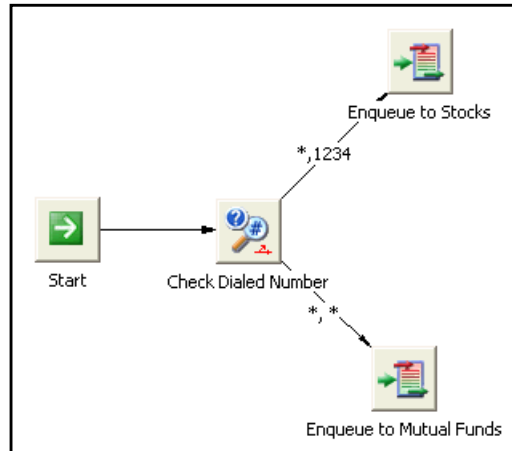 Enqueue to Stocks
*,1234
Start
Check Dialed Number
*, *
Enqueue to Mutual Funds